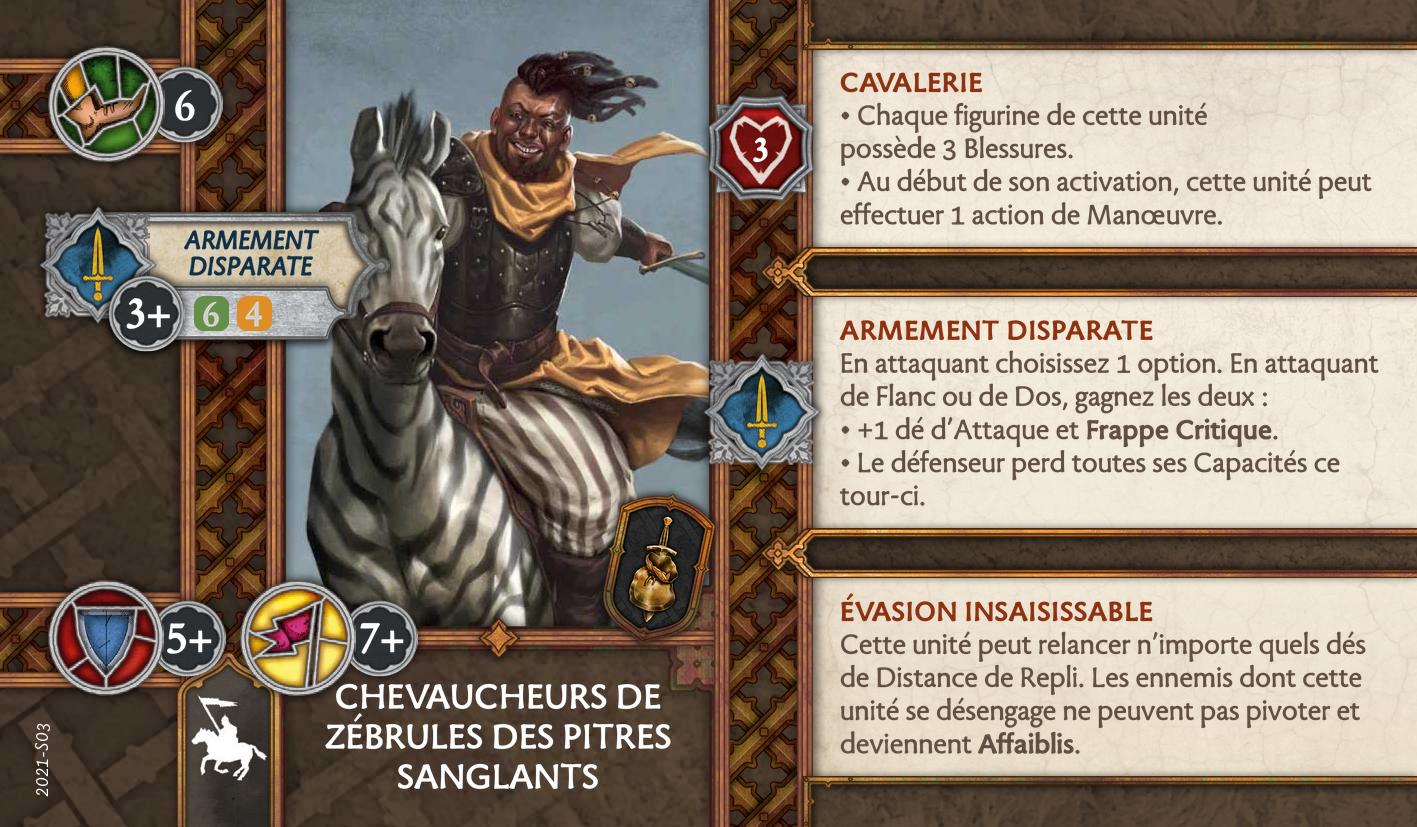 6
ARMEMENT
DISPARATE
3+
6 4
5+
7+
CHEVAUCHEURS DE
ZÉBRULES DES PITRES
SANGLANTS
2021-S03
3
CAVALERIE
• Chaque figurine de cette unité
possède 3 Blessures.
• Au début de son activation, cette unité peut
effectuer 1 action de Manœuvre.
ARMEMENT DISPARATE
En attaquant choisissez 1 option. En attaquant
de Flanc ou de Dos, gagnez les deux :
• +1 dé d’Attaque et Frappe Critique.
• Le défenseur perd toutes ses Capacités ce
tour-ci.
ÉVASION INSAISISSABLE
Cette unité peut relancer n’importe quels dés
de Distance de Repli. Les ennemis dont cette
unité se désengage ne peuvent pas pivoter et
deviennent Affaiblis.